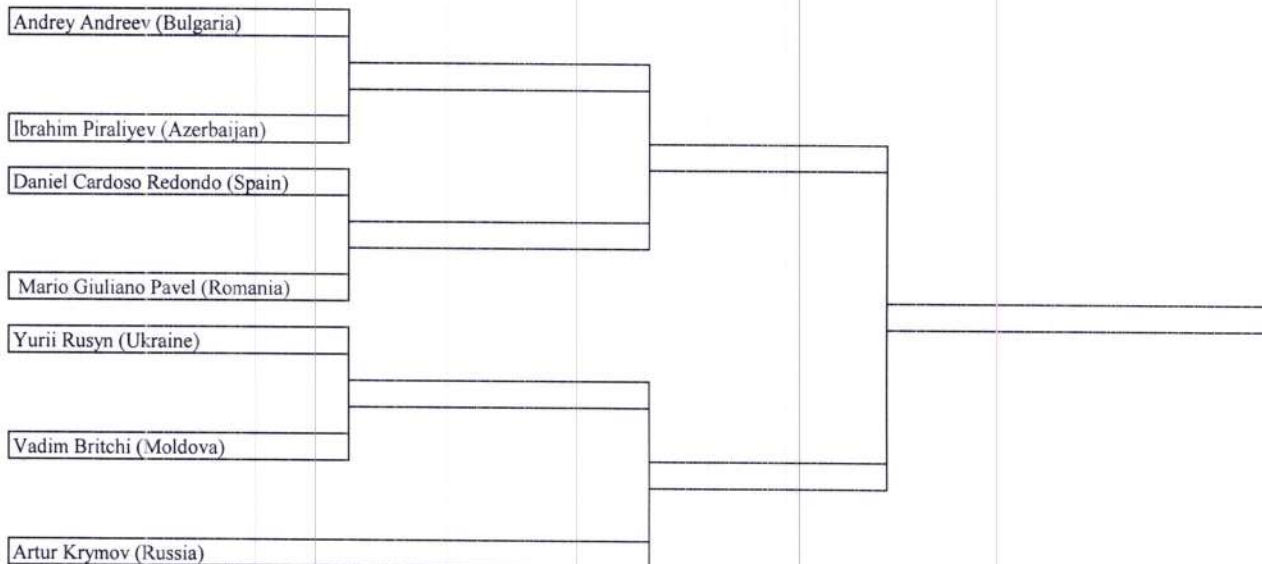 Andrey Andreev (Bulgaria)
Ibrahim Piraliyev (Azerbaijan)
Daniel Cardoso Redondo (Spain)
Mario Giuliano Pavel (Romania)
Yurii Rusyn (Ukraine)
Vadim Britchi (Moldova)
Artur Krymov (Russia)